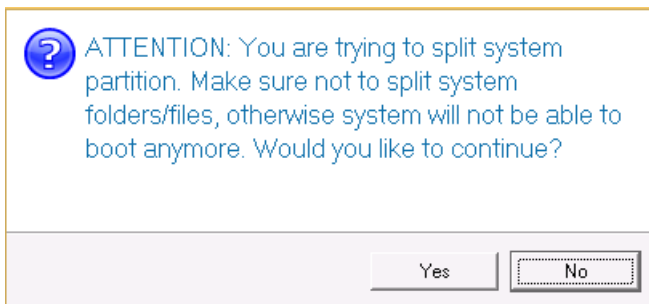 ATTENTION: You are trying to split system
partition. Make sure not to split system
folders/files, otherwise system will not be able to
boot anymore. Would you like to continue?
Yes No